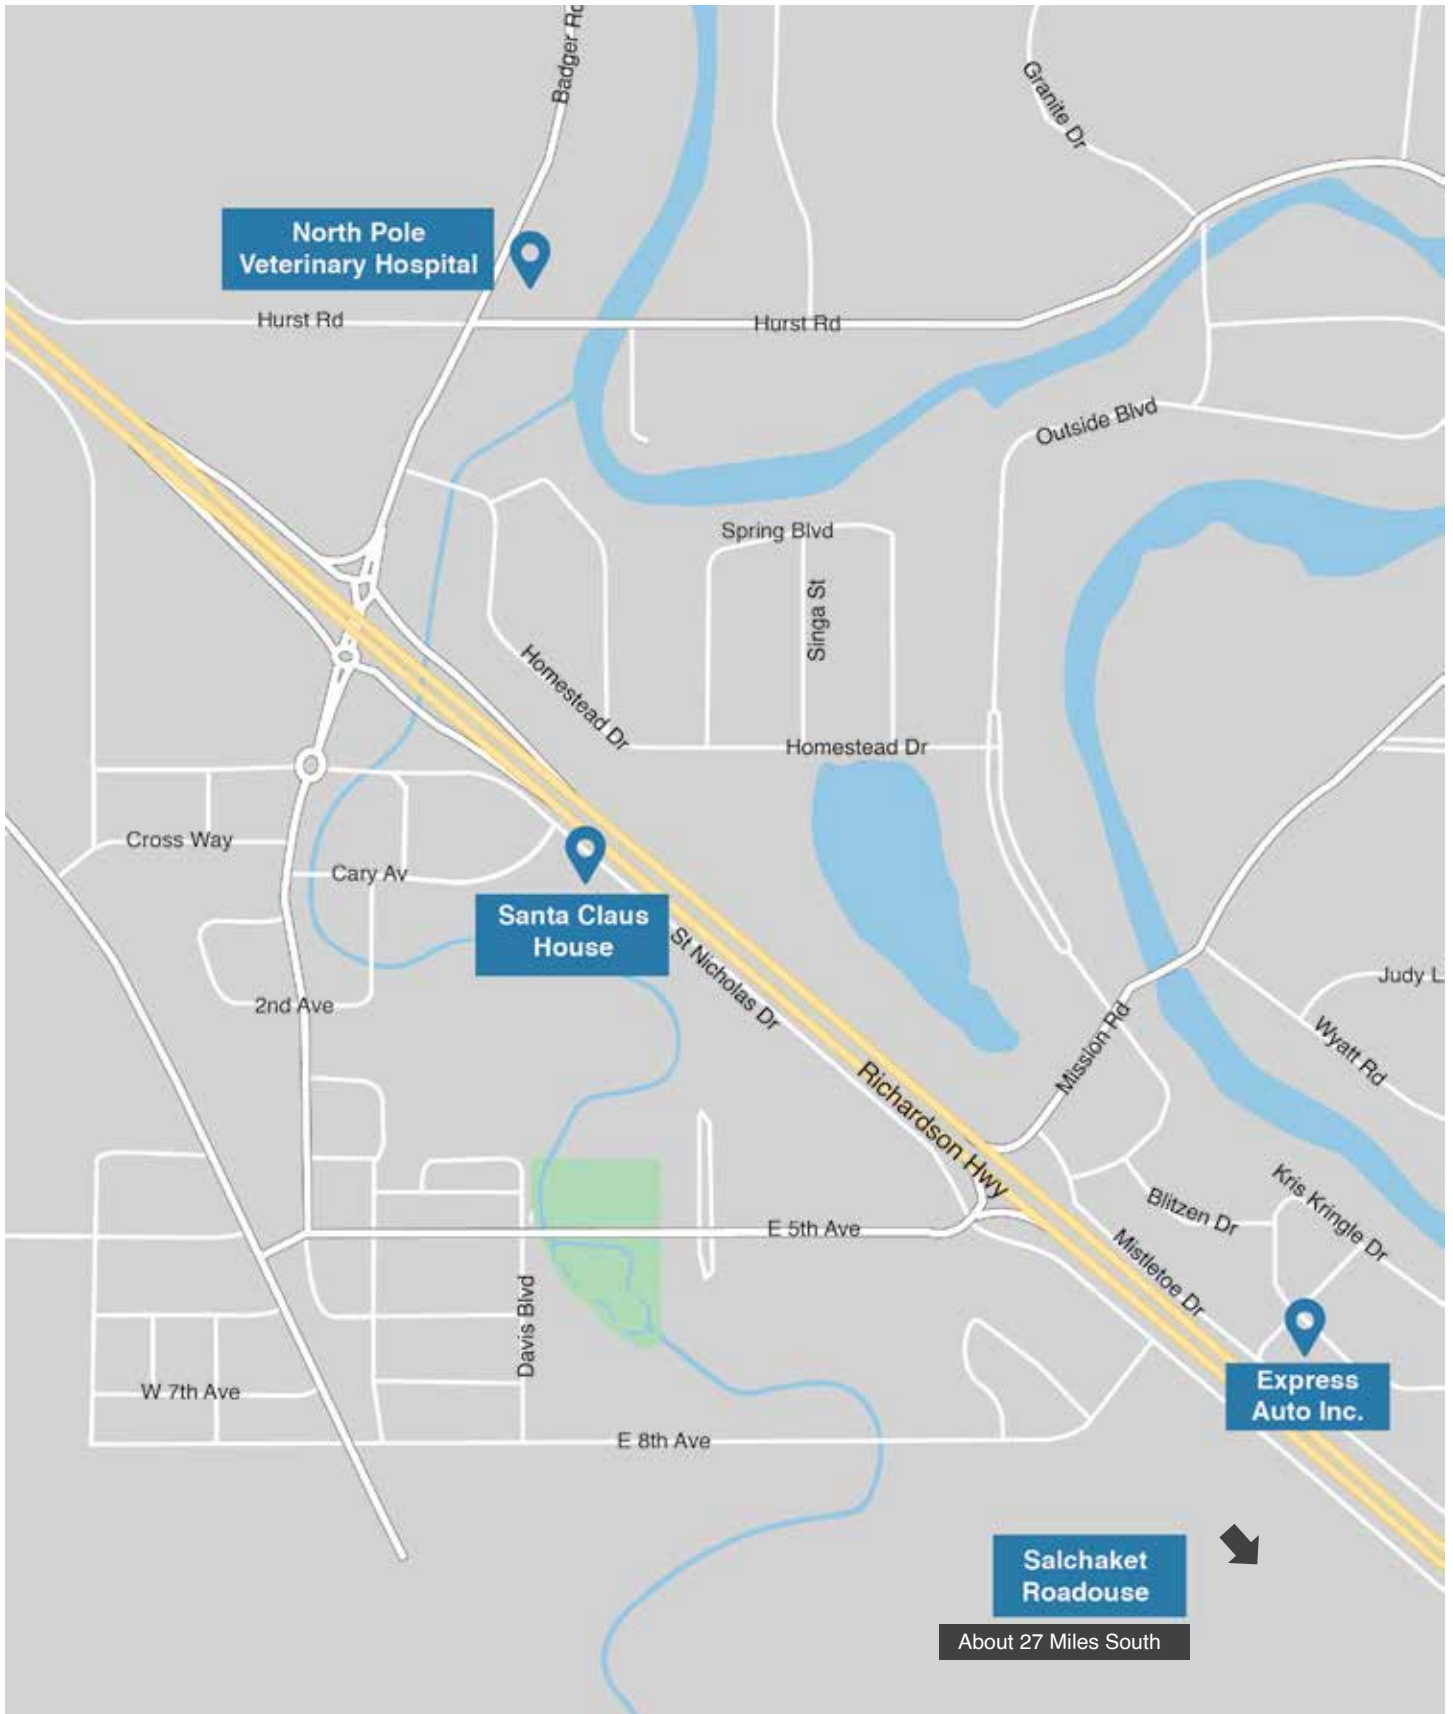 Badger Rd
Granite Dr
North Pole
Veterinary Hospital
Hurst Rd
Hurst Rd
Outside Blvd
Spring Blvd
Singa St
Homestead Dr
Homestead Dr
Cross Way
Cary Av
Santa Claus
House
St Nicholas Dr
2nd Ave
Judy L
Wyatt Rd
Mission Rd
Richardson Hwy
Kris Kringle Dr
Blitzen Dr
E 5th Ave
Mistletoe Dr
Davis Blvd
W 7th Ave
Express
Auto Inc.
E 8th Ave
Salchaket
Roadouse
About 27 Miles South